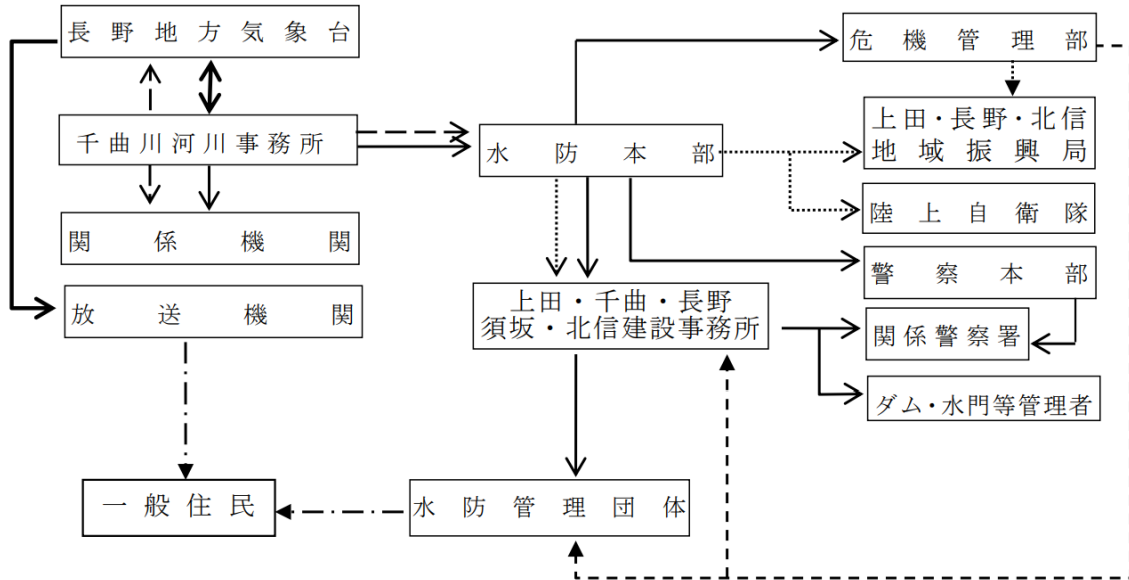 長野地方気象台
千曲川河川事務所
関係機関
放送機関
一般住民
水防本部
上田・千曲・長野
須坂・北信建設事務所
水防管理団体
危機管理部
上田・長野・北信
地域振興局
陸上自衛隊
警察本部
関係警察署
ダム・水門等管理者